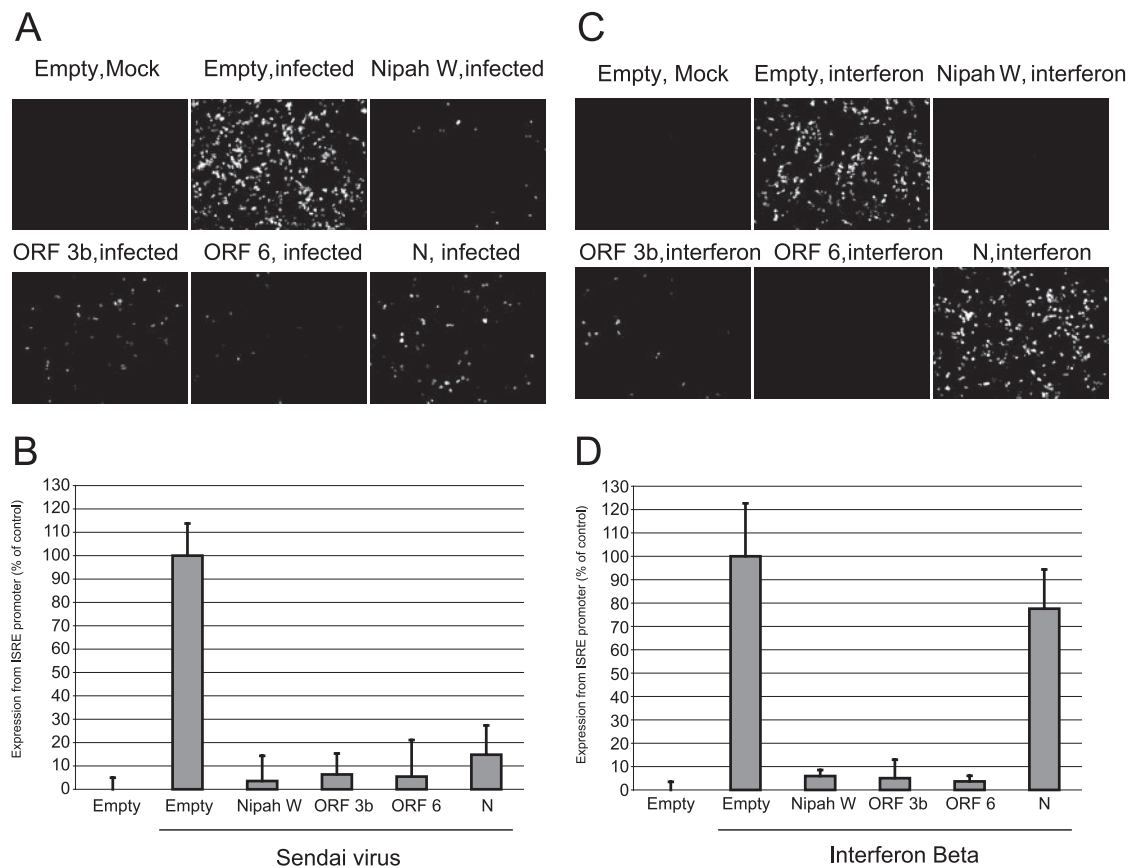 A
Empty,Mock Empty,infected Nipah W,infected
ORF 3b,infected ORF 6, infected N, infected
C
Empty, Mock Empty, interferon Nipah W, interferon
ORF 3b,interferon ORF 6,interferon N,interferon
B
Expression from ISRE promoter (% of control)
130
120
110
100
90
80
70
60
50
40
30
20
10
0
Empty Empty Nipah W ORF 3b ORF 6 N
Sendai virus
D
Expression from ISRE promoter (% of control)
130
120
110
100
90
80
70
60
50
40
30
20
10
0
Empty Empty Nipah W ORF 3b ORF 6 N
Interferon Beta